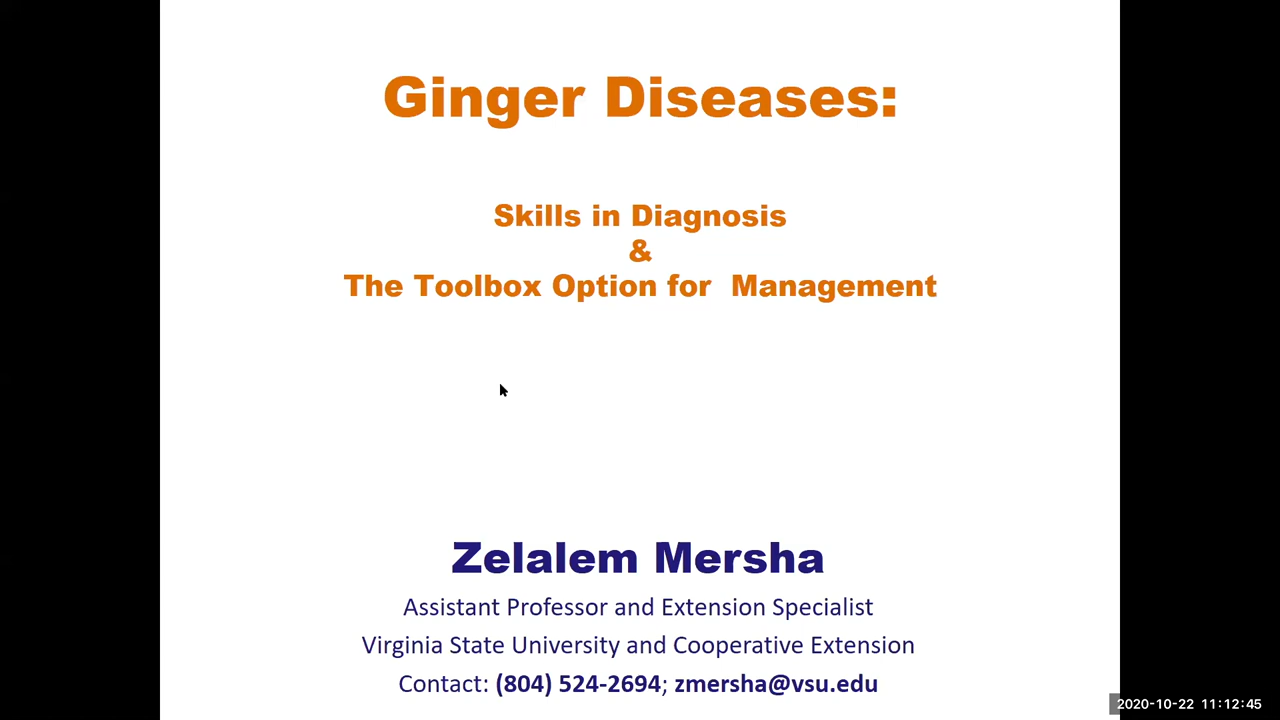 Ginger Diseases:
Skills in Diagnosis
&
The Toolbox Option for  Management
Zelalem Mersha
Assistant Professor and Extension Specialist
Virginia State University and Cooperative Extension
Contact: (804) 524-2694; zmersha@vsu.edu
2020-10-22 11:12:45